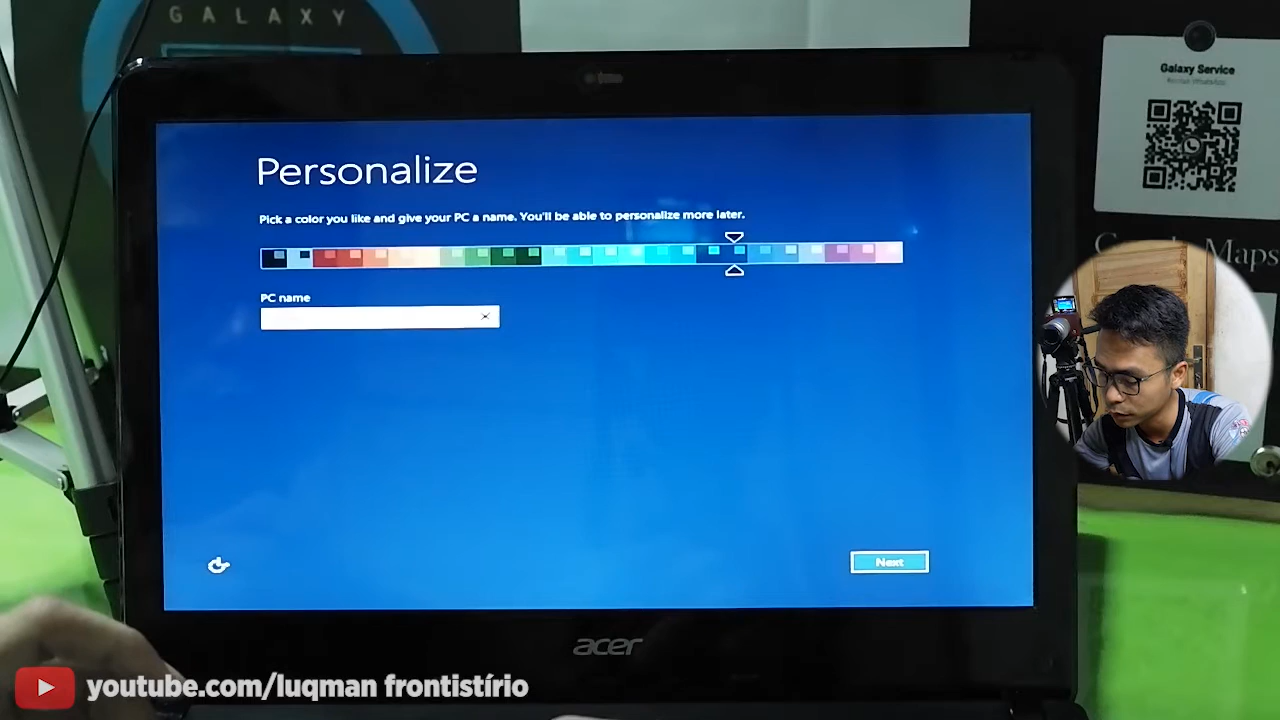 GALAXY
Galaxy Service
Personalize
Pick a color you like and give your PC a name. You'll be able to personalize more later.
PC name
Maps
Next
acer
youtube.com/luqman frontistírio